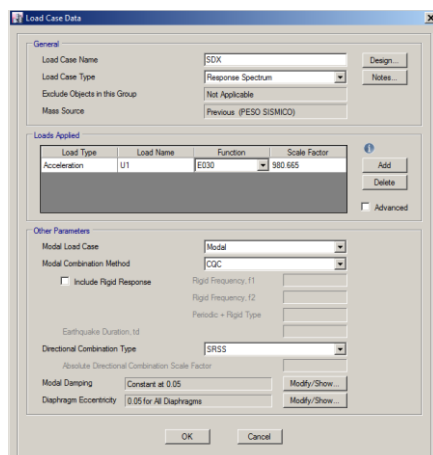 Load Case Data
General
Load Case Name SDX Design...
Load Case Type Response Spectrum Notes...
Exclude Objects in this Group Not Applicable
Mass Source Previous (PESO SISMICO)
Loads Applied
Load Type Load Name Function Scale Factor
Acceleration U1 E030 980.665 Add
Delete
Advanced
Other Parameters
Modal Load Case Modal
Modal Combination Method CQC
Include Rigid Response Rigid Frequency, f1
Rigid Frequency, f2
Periodic + Rigid Type
Earthquake Duration, td
Directional Combination Type SRSS
Absolute Directional Combination Scale Factor
Modal Damping Constant at 0.05 Modify/Show...
Diaphragm Eccentricity 0.05 for All Diaphragms Modify/Show...
OK Cancel